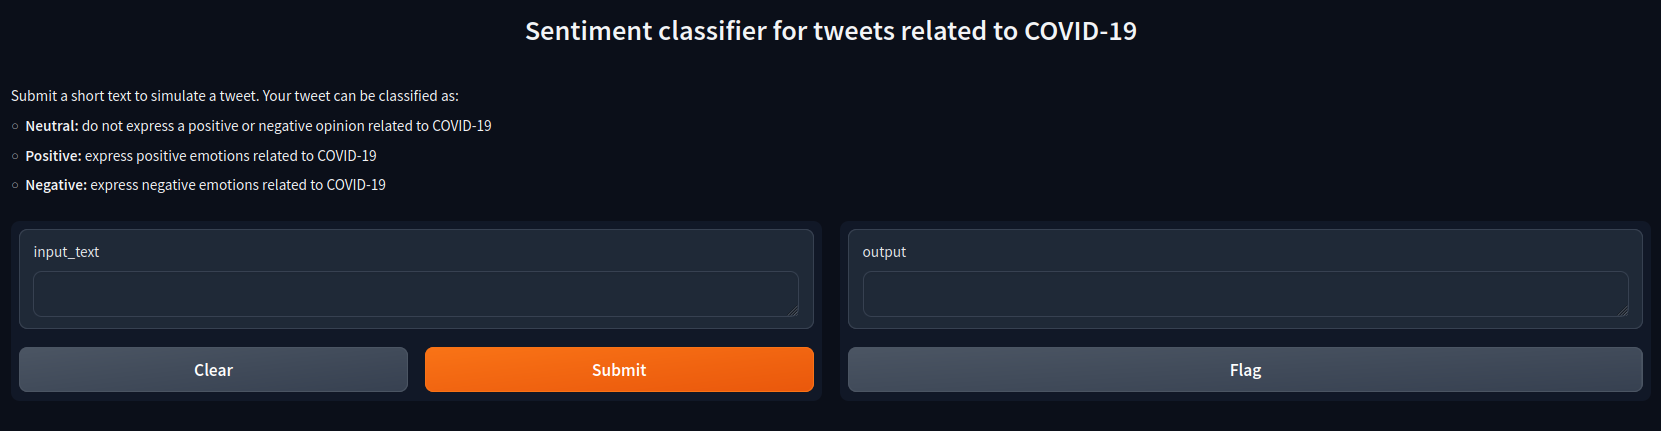 Sentiment classifier for tweets related to COVID-19
Submit a short text to simulate a tweet. Your tweet can be classified as:
Neutral: do not express a positive or negative opinion related to COVID-19
Positive: express positive emotions related to COVID-19
Negative: express negative emotions related to COVID-19
input_text
output
Clear
Submit
Flag